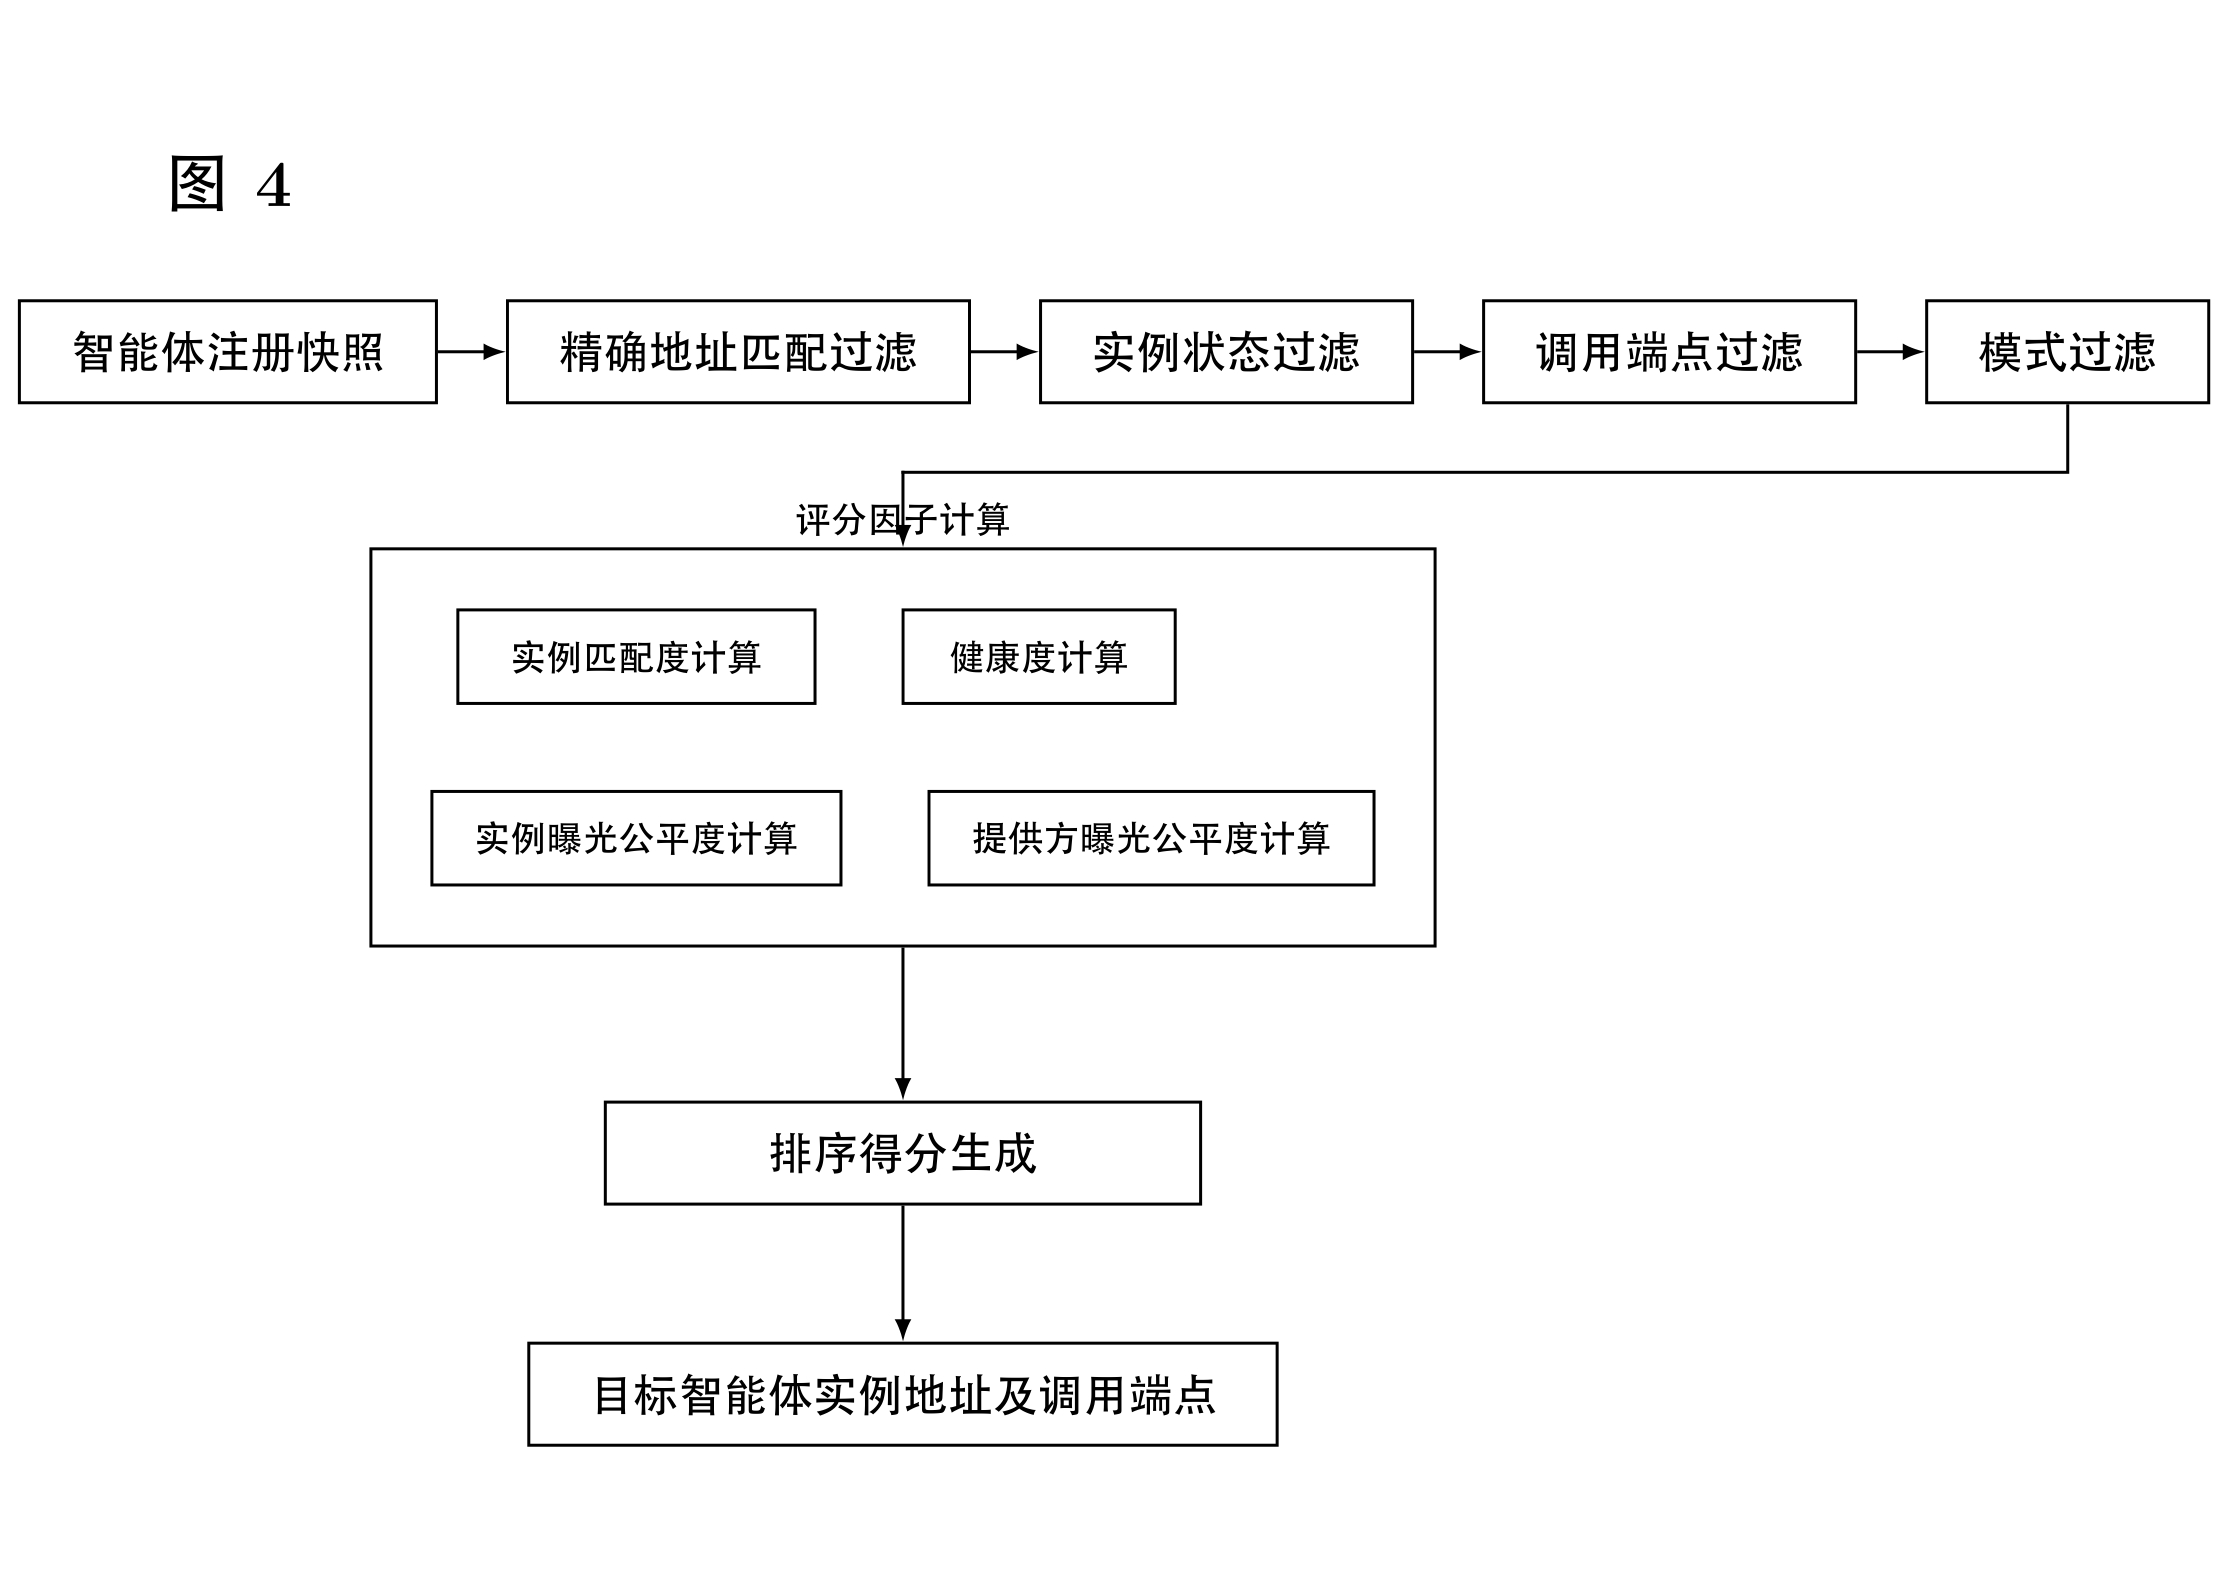 图 4
智能体注册快照
精确地址匹配过滤
实例状态过滤
调用端点过滤
模式过滤
评分因子计算
实例匹配度计算
健康度计算
实例曝光公平度计算
提供方曝光公平度计算
排序得分生成
目标智能体实例地址及调用端点